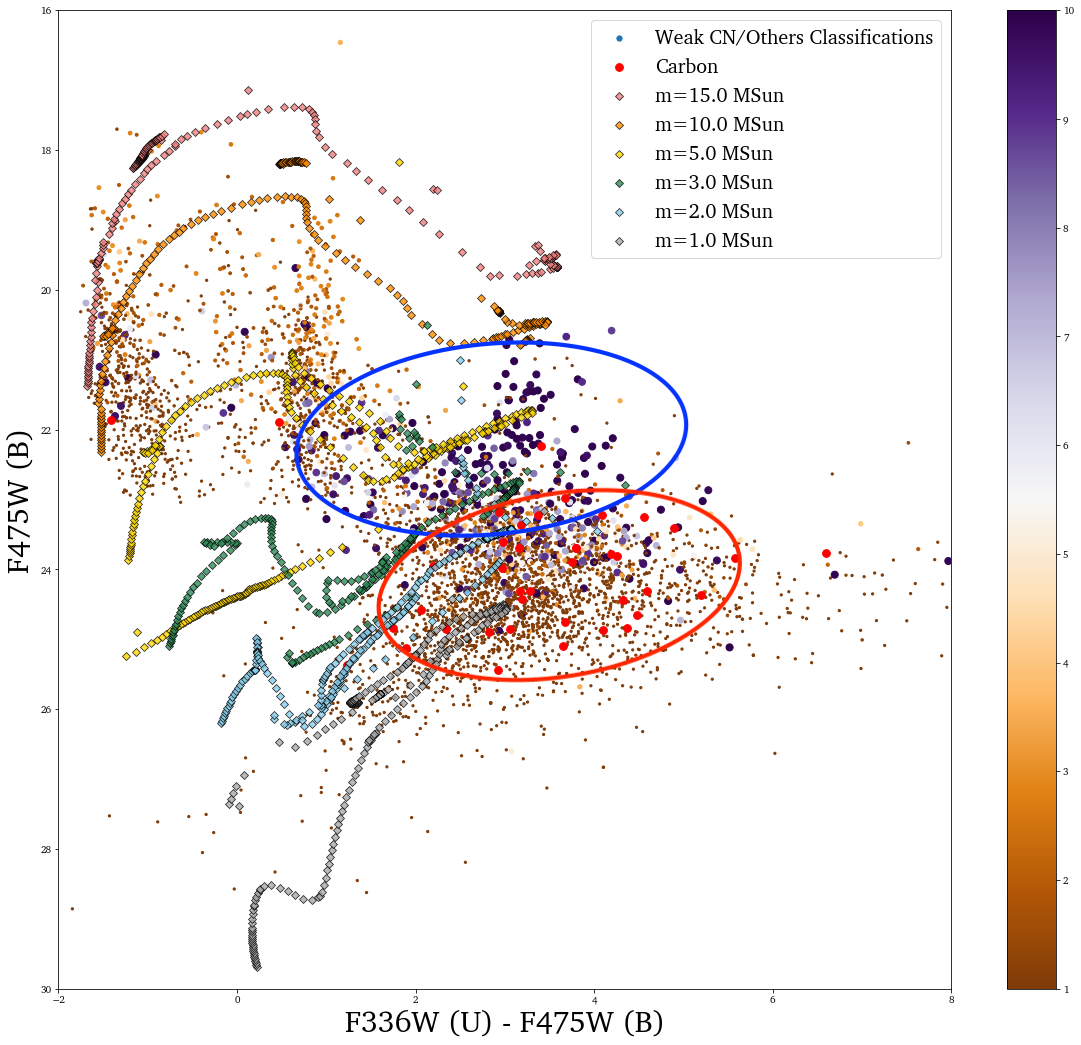 Weak CN/Others Classifications
Carbon
m=15.0 MSun
m=10.0 MSun
m=5.0 MSun
m=3.0 MSun
m=2.0 MSun
m=1.0 MSun
16
18
20
22
24
26
28
30
F475W (B)
−2
0
2
4
6
8
F336W (U) - F475W (B)
10
9
8
7
6
5
4
3
2
1